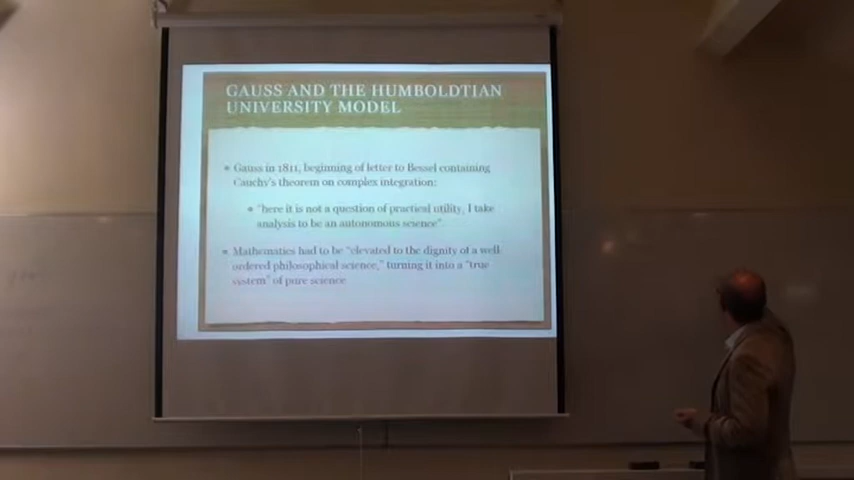 GAUSS AND THE HUMBOLDTIAN
UNIVERSITY MODEL
Gauss in 1811, beginning of letter to Bessel containing
Cauchy's theorem on complex integration:
"here it is not a question of practical utility, I take
analysis to be an autonomous science"
Mathematics had to be "elevated to the dignity of a well
ordered philosophical science," turning it into a "true
system" of pure science